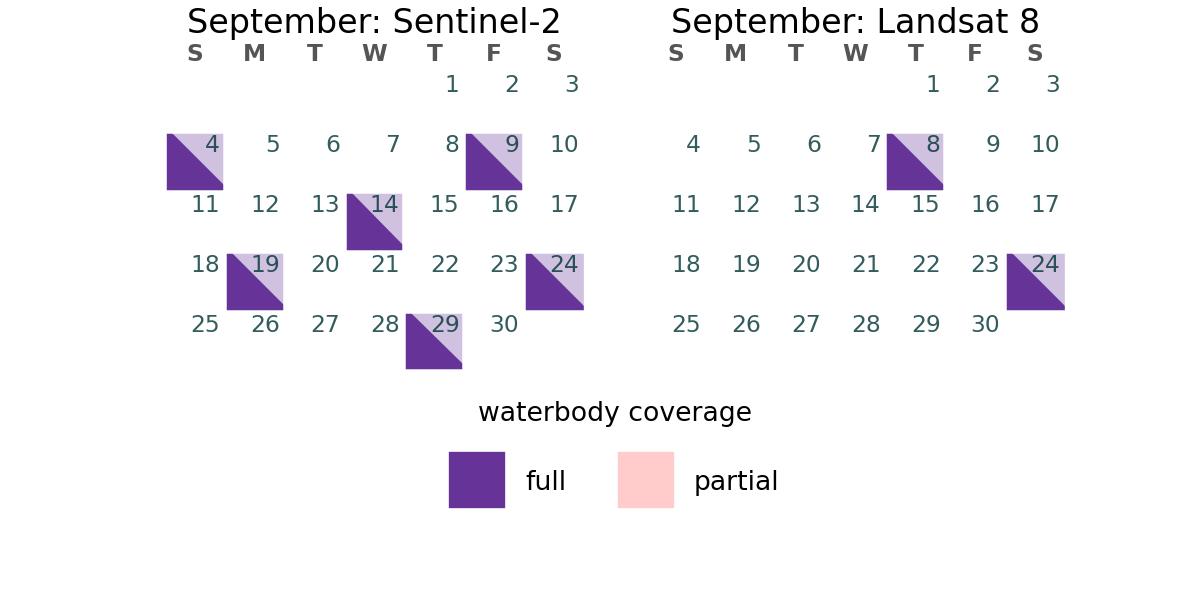 September: Sentinel-2
S M T W T F S
1 2 3
4 5 6 7 8 9 10
11 12 13 14 15 16 17
18 19 20 21 22 23 24
25 26 27 28 29 30
September: Landsat 8
S M T W T F S
1 2 3
4 5 6 7 8 9 10
11 12 13 14 15 16 17
18 19 20 21 22 23 24
25 26 27 28 29 30
waterbody coverage
full
partial